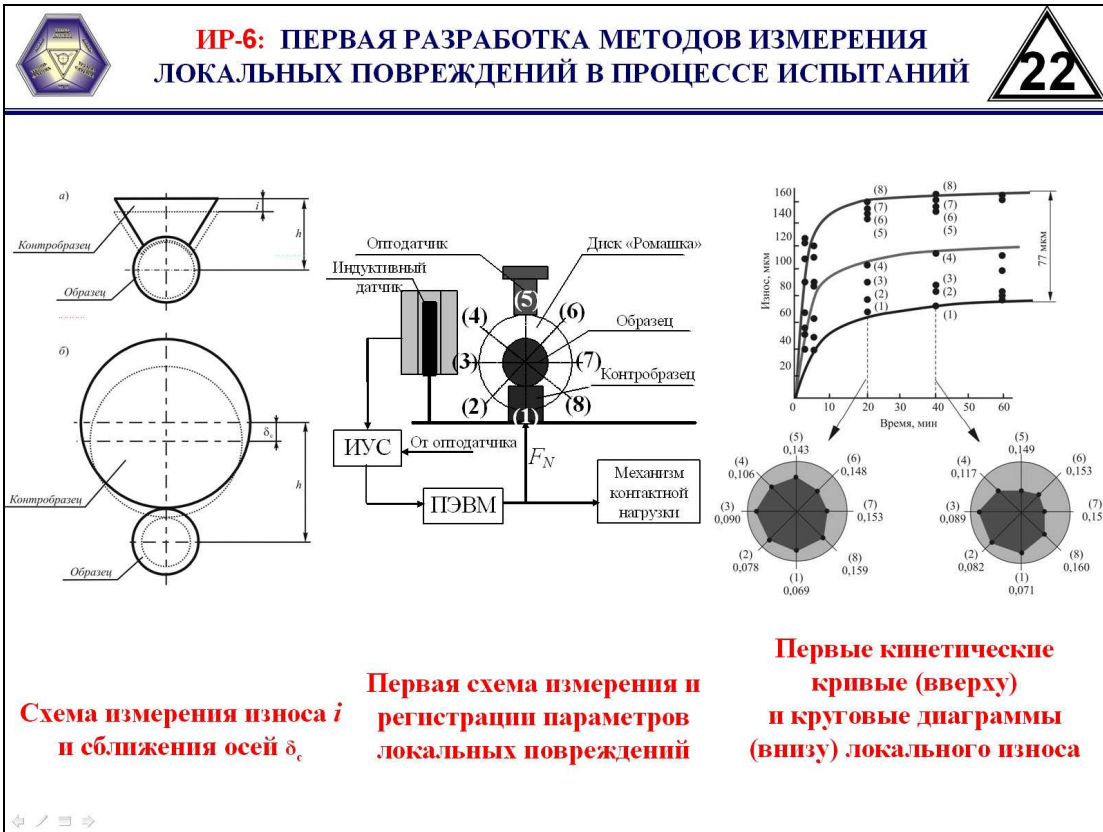 ИР-6: ПЕРВАЯ РАЗРАБОТКА МЕТОДОВ ИЗМЕРЕНИЯ
ЛОКАЛЬНЫХ ПОВРЕЖДЕНИЙ В ПРОЦЕССЕ ИСПЫТАНИЙ
22
а)
i
h
Контробразец
Образец
б)
δс
h
Контробразец
Образец
Схема измерения износа i
и сближения осей δс
Оптодатчик
Диск «Ромашка»
Индуктивный
датчик
(5)
(4)
(6)
Образец
(3)
(7)
Контробразец
(2)
(8)
(1)
ИУС
От оптодатчика
FN
ПЭВМ
Механизм
контактной
нагрузки
Первая схема измерения и
регистрации параметров
локальных повреждений
Износ, мкм
160
140
120
100
80
60
40
20
0 10 20 30 40 50 60
Время, мин
(8)
(7)
(6)
(5)
(4)
(3)
(2)
(1)
(8)
(7)
(6)
(5)
(4)
(3)
(2)
(1)
77 мкм
(5)
0,143
(4)
0,106
(6)
0,148
(3)
0,090
(7)
0,153
(2)
0,078
(8)
0,159
(1)
0,069
(5)
0,149
(4)
0,117
(6)
0,153
(3)
0,089
(7)
0,15
(2)
0,082
(8)
0,160
(1)
0,071
Первые кинетические
кривые (вверху)
и круговые диаграммы
(внизу) локального износа